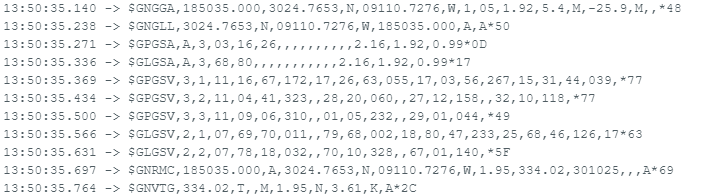 13:50:35.140 -> $GNGGA,185035.000,3024.7653,N,09110.7276,W,1,05,1.92,5.4,M,-25.9,M,,*48
13:50:35.238 -> $GNGLL,3024.7653,N,09110.7276,W,185035.000,A,A*50
13:50:35.271 -> $GPGSA,A,3,03,16,26,,,,,,,,,,2.16,1.92,0.99*0D
13:50:35.336 -> $GLGSA,A,3,68,80,,,,,,,,,,,2.16,1.92,0.99*17
13:50:35.369 -> $GPGSV,3,1,11,16,67,172,17,26,63,055,17,03,56,267,15,31,44,039,*77
13:50:35.434 -> $GPGSV,3,2,11,04,41,323,,28,20,060,,27,12,158,,32,10,118,*77
13:50:35.500 -> $GPGSV,3,3,11,09,06,310,,01,05,232,,29,01,044,*49
13:50:35.566 -> $GLGSV,2,1,07,69,70,011,,79,68,002,18,80,47,233,25,68,46,126,17*63
13:50:35.631 -> $GLGSV,2,2,07,78,18,032,,70,10,328,,67,01,140,*5F
13:50:35.697 -> $GNRMC,185035.000,A,3024.7653,N,09110.7276,W,1.95,334.02,301025,,,A*69
13:50:35.764 -> $GNVTG,334.02,T,,M,1.95,N,3.61,K,A*2C